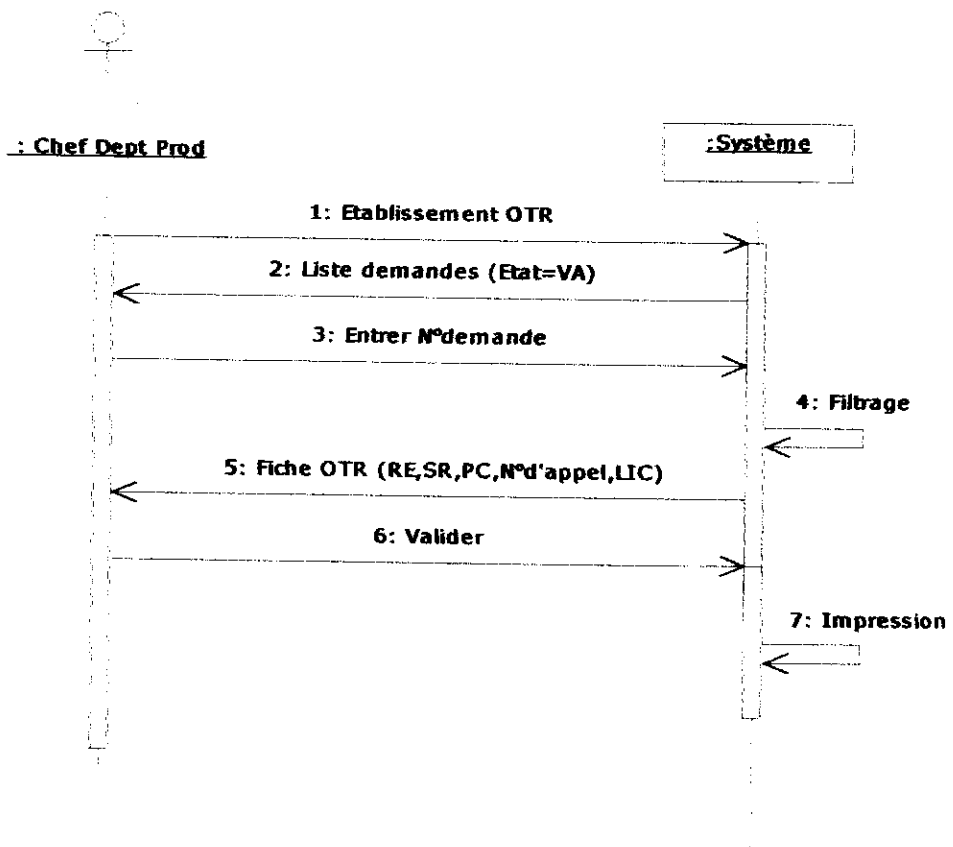 : Chef Dept Prod
:Système
1: Etablissement OTR
2: Liste demandes (Etat=VA)
3: Entrer N°demande
4: Filtrage
5: Fiche OTR (RE,SR,PC,N°d'appel,LIC)
6: Valider
7: Impression